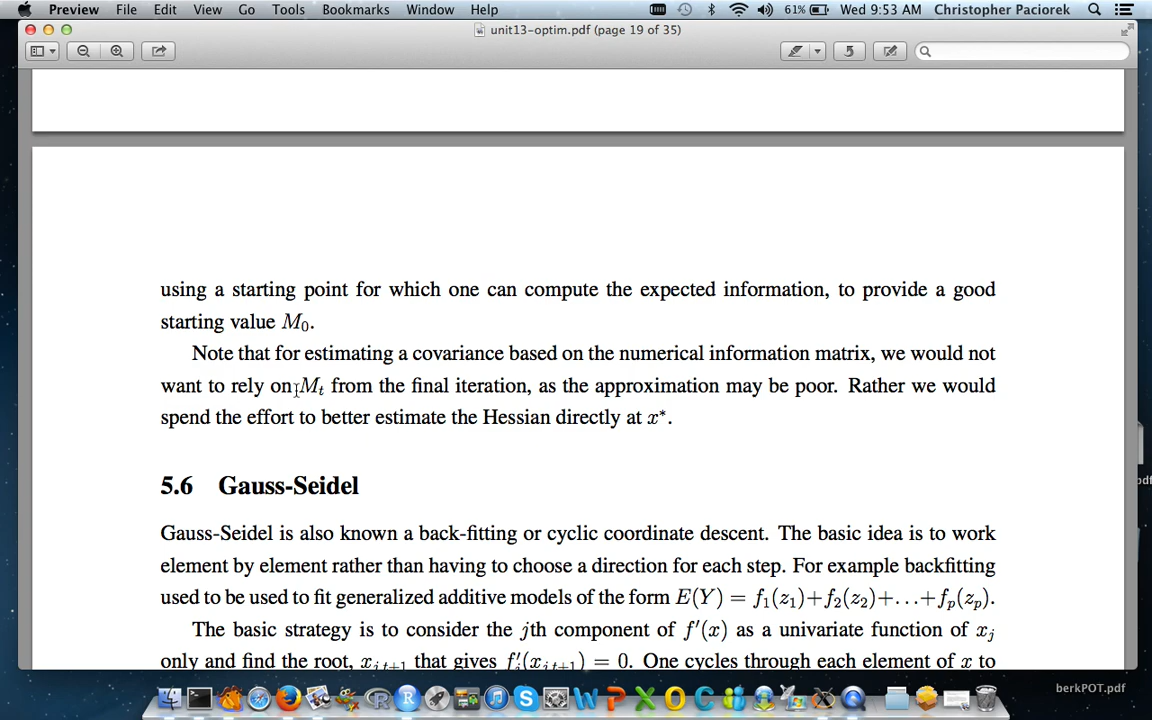 Preview File Edit View Go Tools Bookmarks Window Help 61% Wed 9:53 AM Christopher Paciorek
unit13-optim.pdf (page 19 of 35)
using a starting point for which one can compute the expected information, to provide a good
starting value M₀.
Note that for estimating a covariance based on the numerical information matrix, we would not
want to rely on Mₜ from the final iteration, as the approximation may be poor. Rather we would
spend the effort to better estimate the Hessian directly at x*.
5.6 Gauss-Seidel
Gauss-Seidel is also known a back-fitting or cyclic coordinate descent. The basic idea is to work
element by element rather than having to choose a direction for each step. For example backfitting
used to be used to fit generalized additive models of the form E(Y) = f₁(z₁)+f₂(z₂)+...+fₚ(zₚ).
The basic strategy is to consider the jth component of f′(x) as a univariate function of xⱼ
only and find the root, xⱼ,ₜ₊₁ that gives f′ⱼ(xⱼ,ₜ₊₁) = 0. One cycles through each element of x to
df
berkPOT.pdf